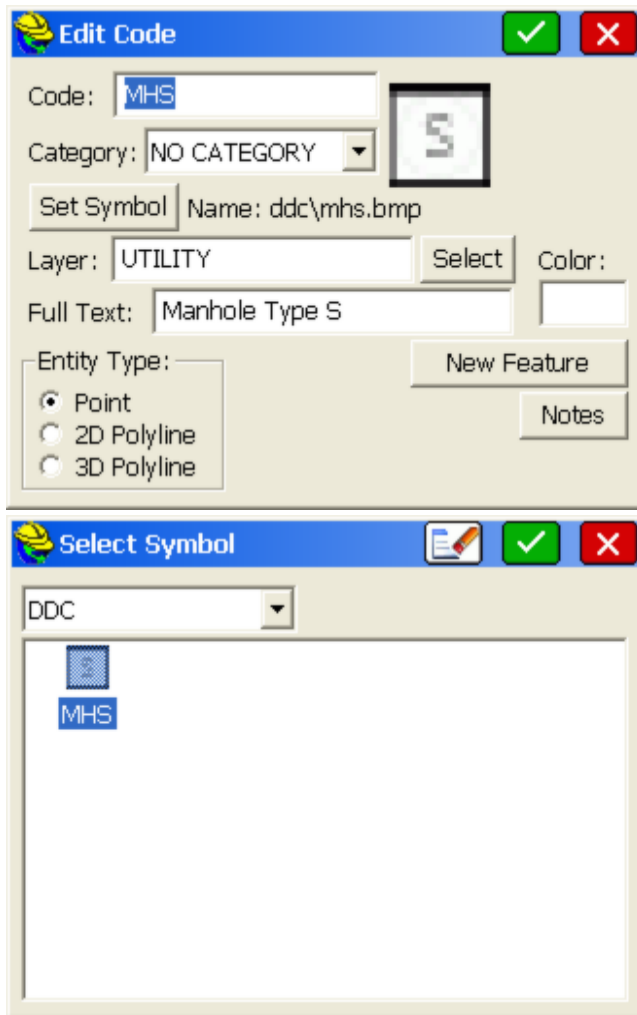 Edit Code
Code: MHS
S
Category: NO CATEGORY
Set Symbol Name: ddc\mhs.bmp
Layer: UTILITY Select Color:
Full Text: Manhole Type S
Entity Type: New Feature
Point
Notes
2D Polyline
3D Polyline
Select Symbol
DDC
S
MHS